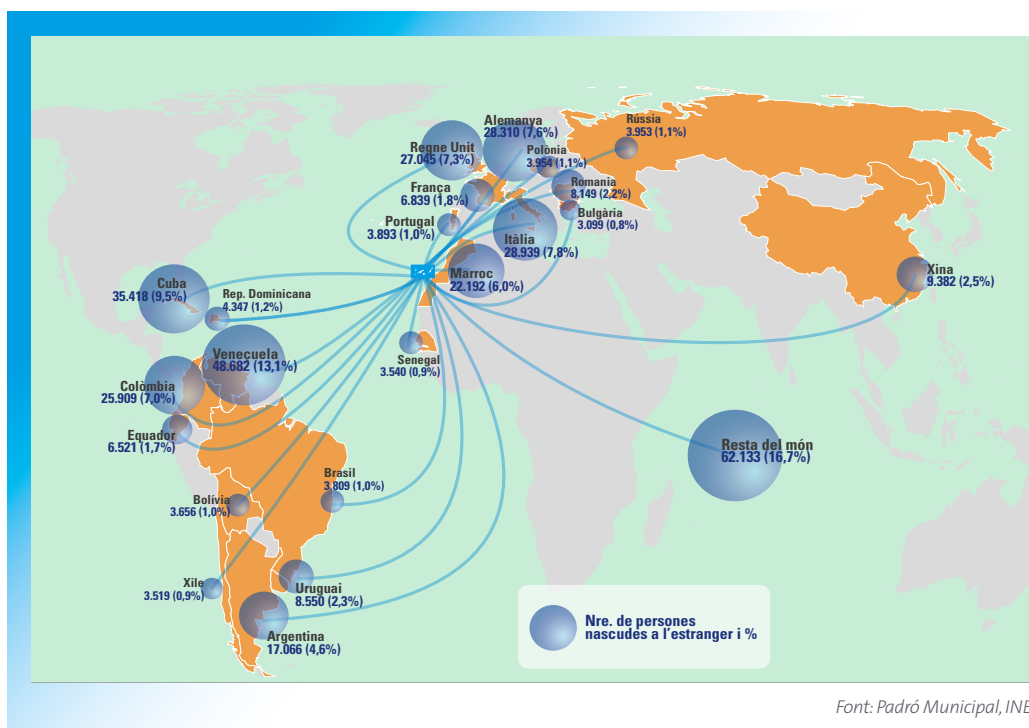 Alemanya
28.310 (7,6%)
Rússia
3.953 (1,1%)
Regne Unit
27.045 (7,3%)
Polònia
3.954 (1,1%)
França
6.839 (1,8%)
Romania
8.149 (2,2%)
Portugal
3.893 (1,0%)
Bulgària
3.099 (0,8%)
Itàlia
28.939 (7,8%)
Marroc
22.192 (6,0%)
Xina
9.382 (2,5%)
Cuba
35.418 (9,5%)
Rep. Dominicana
4.347 (1,2%)
Venecuela
48.682 (13,1%)
Senegal
3.540 (0,9%)
Colòmbia
25.909 (7,0%)
Equador
6.521 (1,7%)
Resta del món
62.133 (16,7%)
Brasil
3.809 (1,0%)
Bolívia
3.656 (1,0%)
Xile
3.519 (0,9%)
Uruguai
8.550 (2,3%)
Argentina
17.066 (4,6%)
Nre. de persones
nascudes a l'estranger i %
Font: Padró Municipal, INE